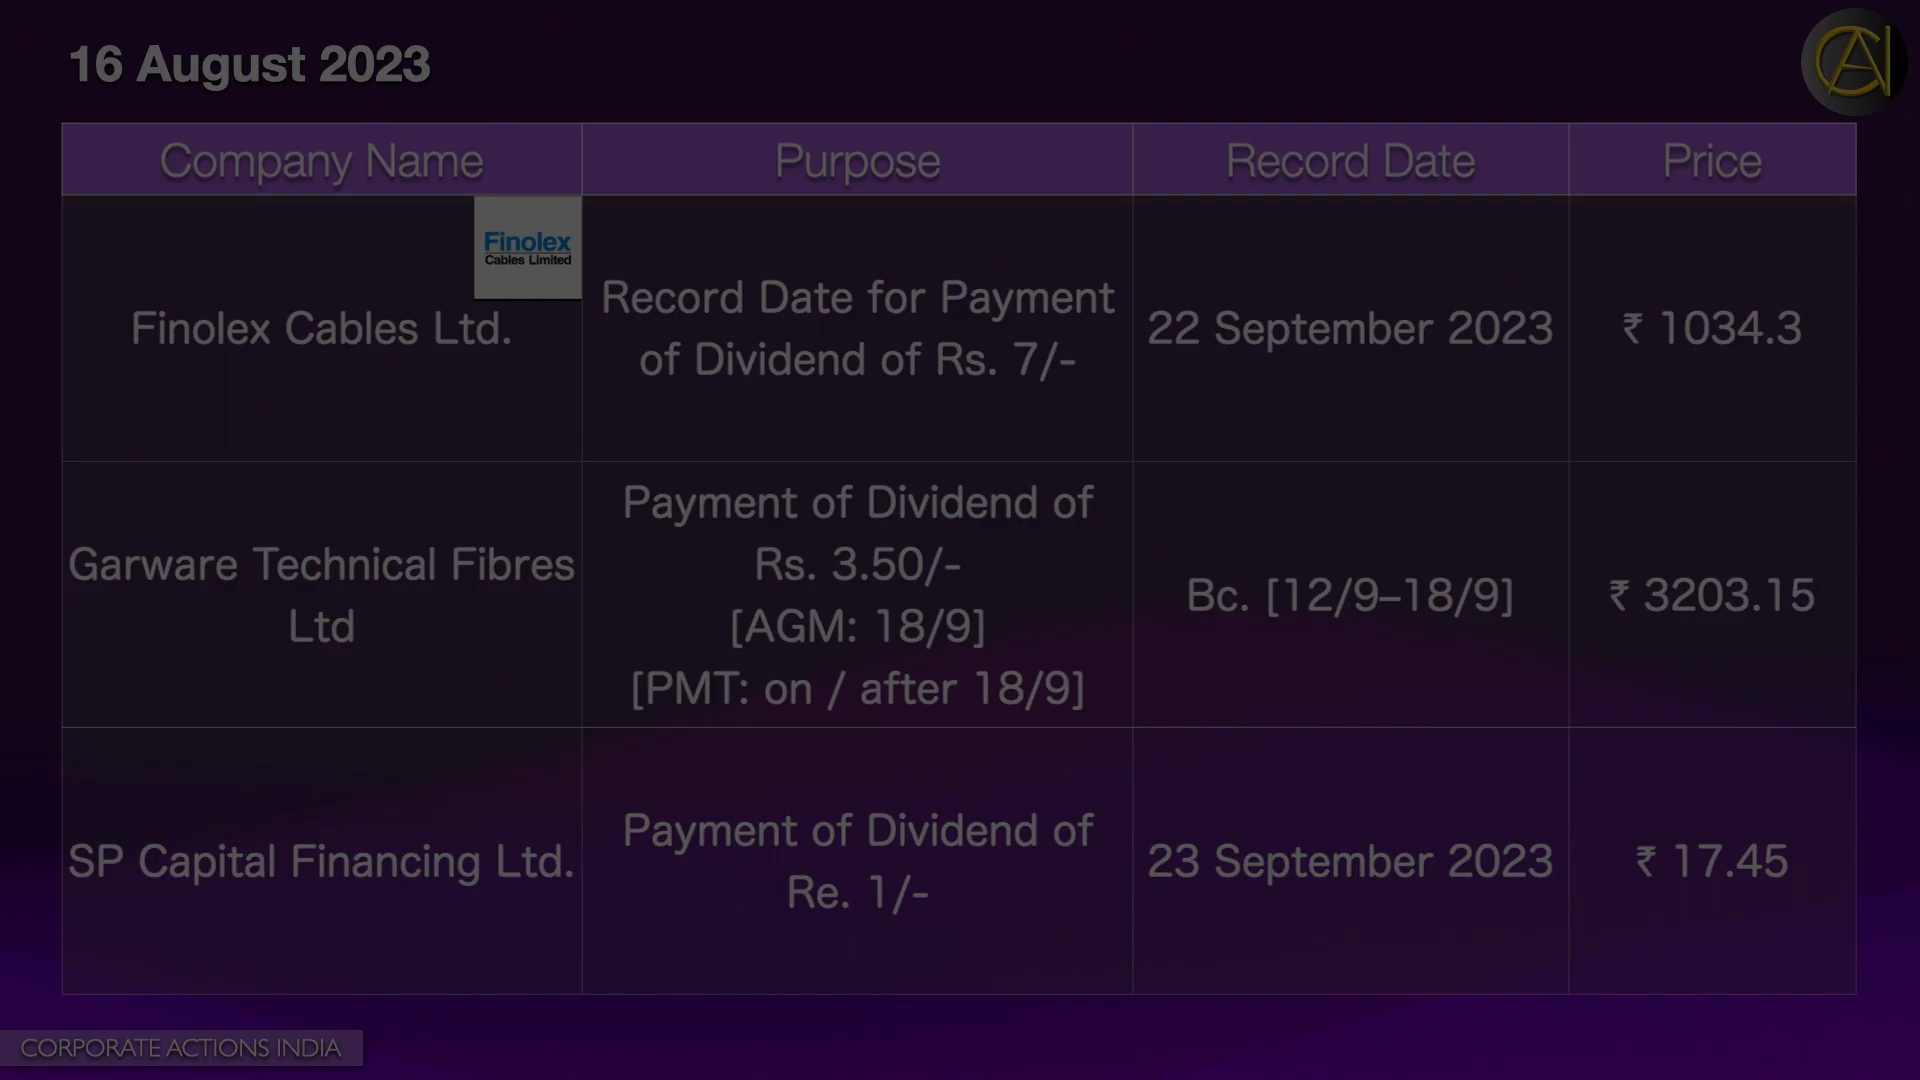 16 August 2023
CAI
Company Name
Purpose
Record Date
Price
Finolex
Cables Limited
Finolex Cables Ltd.
Record Date for Payment
of Dividend of Rs. 7/-
22 September 2023
₹ 1034.3
Garware Technical Fibres
Ltd
Payment of Dividend of
Rs. 3.50/-
[AGM: 18/9]
[PMT: on / after 18/9]
Bc. [12/9–18/9]
₹ 3203.15
SP Capital Financing Ltd.
Payment of Dividend of
Re. 1/-
23 September 2023
₹ 17.45
CORPORATE ACTIONS INDIA